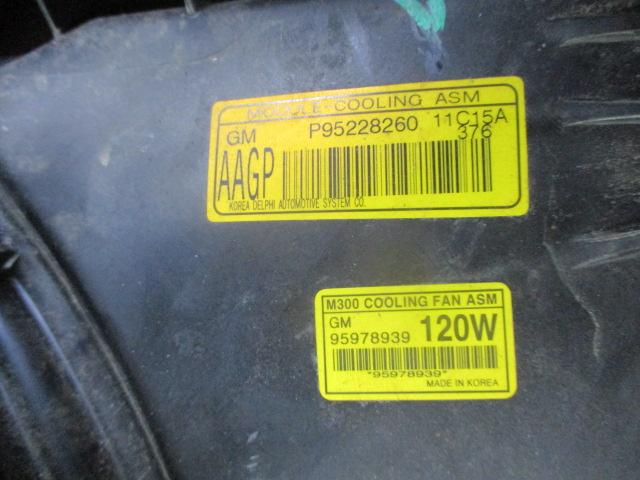 MODULE-COOLING ASM
GM P95228260 11C15A
376
AAGP
KOREA DELPHI AUTOMOTIVE SYSTEM CO.
M300 COOLING FAN ASM
GM
95978939 120W
*95978939*
MADE IN KOREA